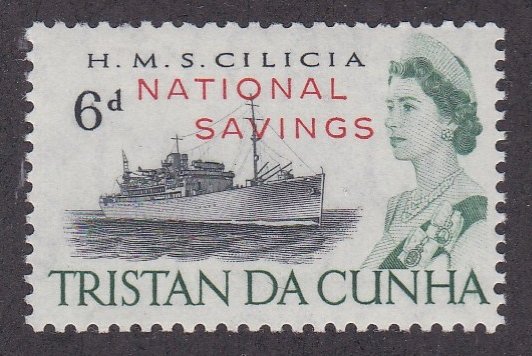 H.M.S. CILICIA
6d NATIONAL
SAVINGS
TRISTAN DA CUNHA